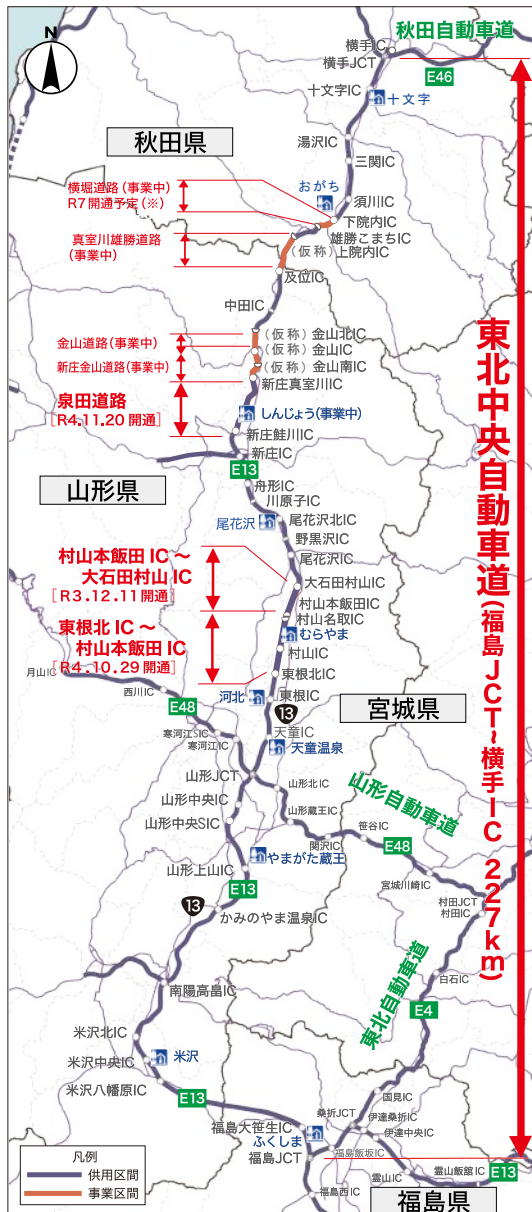 N
秋田自動車道
横手IC
横手JCT
E46
十文字IC
十文字
秋田県
湯沢IC
三関IC
おがち
横堀道路(事業中)
R7開通予定(※)
須川IC
下院内IC
雄勝こまちIC
真室川雄勝道路
(事業中)
(仮称)上院内IC
及位IC
中田IC
(仮称)金山北IC
金山道路(事業中)
(仮称)金山IC
新庄金山道路(事業中)
(仮称)金山南IC
新庄真室川IC
泉田道路
[R4.11.20開通]
しんじょう(事業中)
新庄鮭川IC
新庄IC
E13
山形県
舟形IC
川原子IC
尾花沢
尾花沢北IC
野黒沢IC
尾花沢IC
村山本飯田IC～
大石田村山IC
[R3.12.11開通]
大石田村山IC
村山本飯田IC
村山名取IC
むらやま
東根北IC～
村山本飯田IC
[R4.10.29開通]
村山IC
東根北IC
月山IC
西川IC
河北
東根IC
E48
13
宮城県
寒河江SIC
寒河江IC
天童IC
天童温泉
山形JCT
山形北IC
山形自動車道
山形中央IC
山形蔵王IC
山形中央SIC
関沢IC
笹谷IC
E48
やまがた蔵王
山形上山IC
宮城川崎IC
E13
13
かみのやま温泉IC
村田JCT
村田IC
東北中央自動車道(福島JCT～横手IC 227km)
白石IC
南陽高畠IC
東北自動車道
E4
米沢北IC
米沢中央IC
米沢
米沢八幡原IC
E13
国見IC
桑折JCT
伊達桑折IC
福島大笹生IC
ふくしま
伊達中央IC
福島飯坂IC
福島JCT
霊山IC
霊山飯舘IC
E13
福島西IC
福島県
凡例
供用区間
事業区間